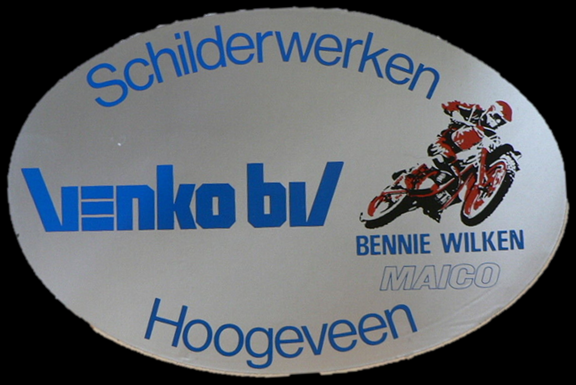 Schilderwerken
Venko bv
BENNIE WILKEN
MAICO
Hoogeveen